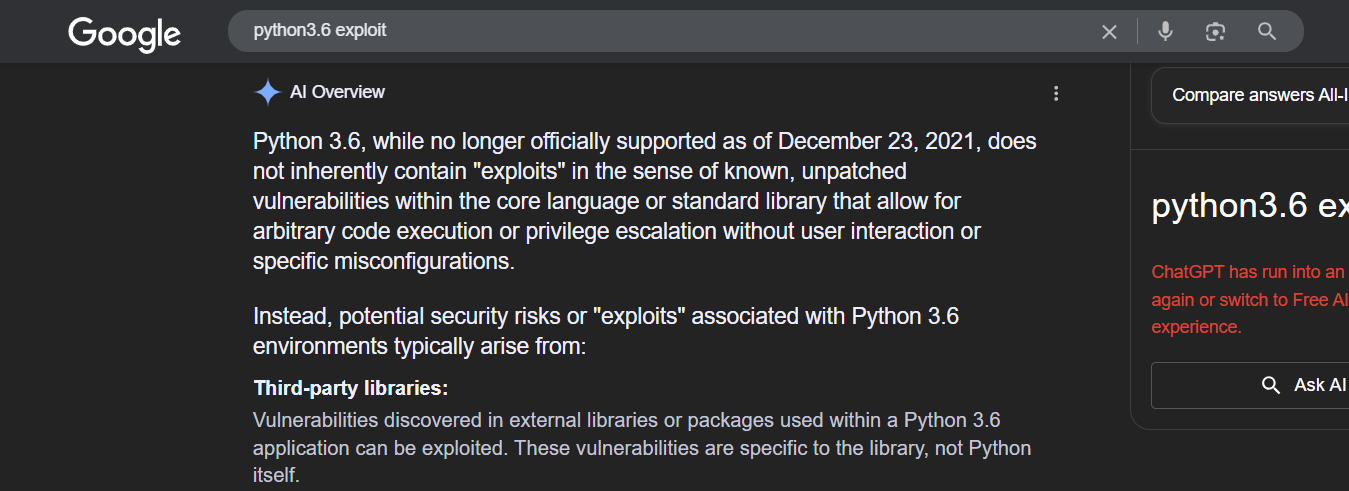 Google
python3.6 exploit
AI Overview
Python 3.6, while no longer officially supported as of December 23, 2021, does
not inherently contain "exploits" in the sense of known, unpatched
vulnerabilities within the core language or standard library that allow for
arbitrary code execution or privilege escalation without user interaction or
specific misconfigurations.
Instead, potential security risks or "exploits" associated with Python 3.6
environments typically arise from:
Third-party libraries:
Vulnerabilities discovered in external libraries or packages used within a Python 3.6
application can be exploited. These vulnerabilities are specific to the library, not Python
itself.
Compare answers All-I
python3.6 ex
ChatGPT has run into an
again or switch to Free AI
experience.
Ask AI